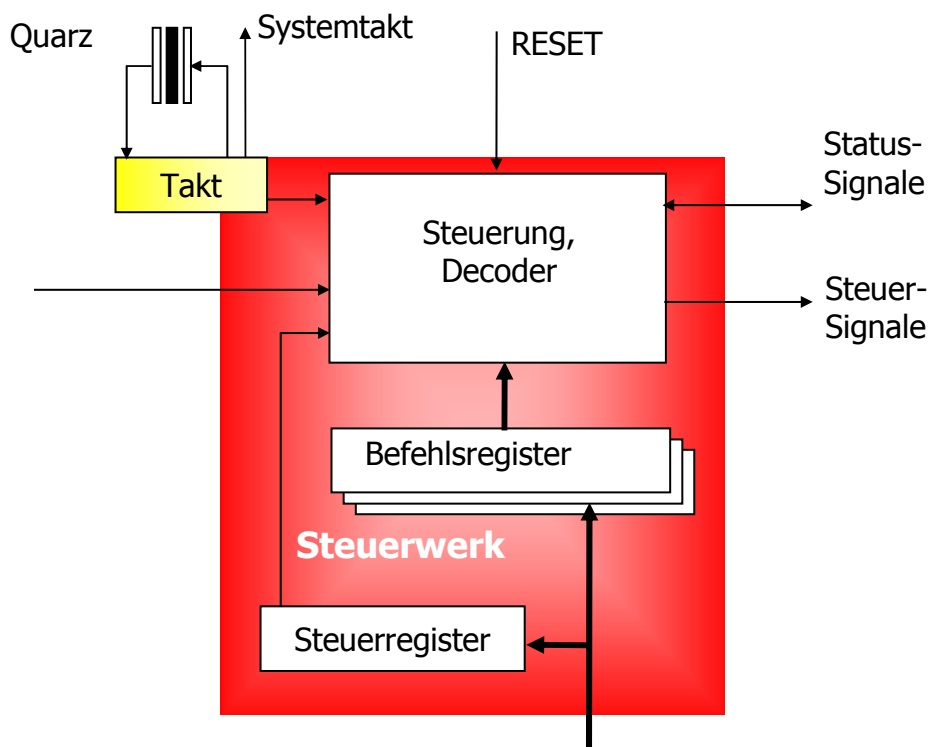 Quarz
Systemtakt
RESET
Takt
Status-
Signale
Steuerung,
Decoder
Steuer-
Signale
Befehlsregister
Steuerwerk
Steuerregister